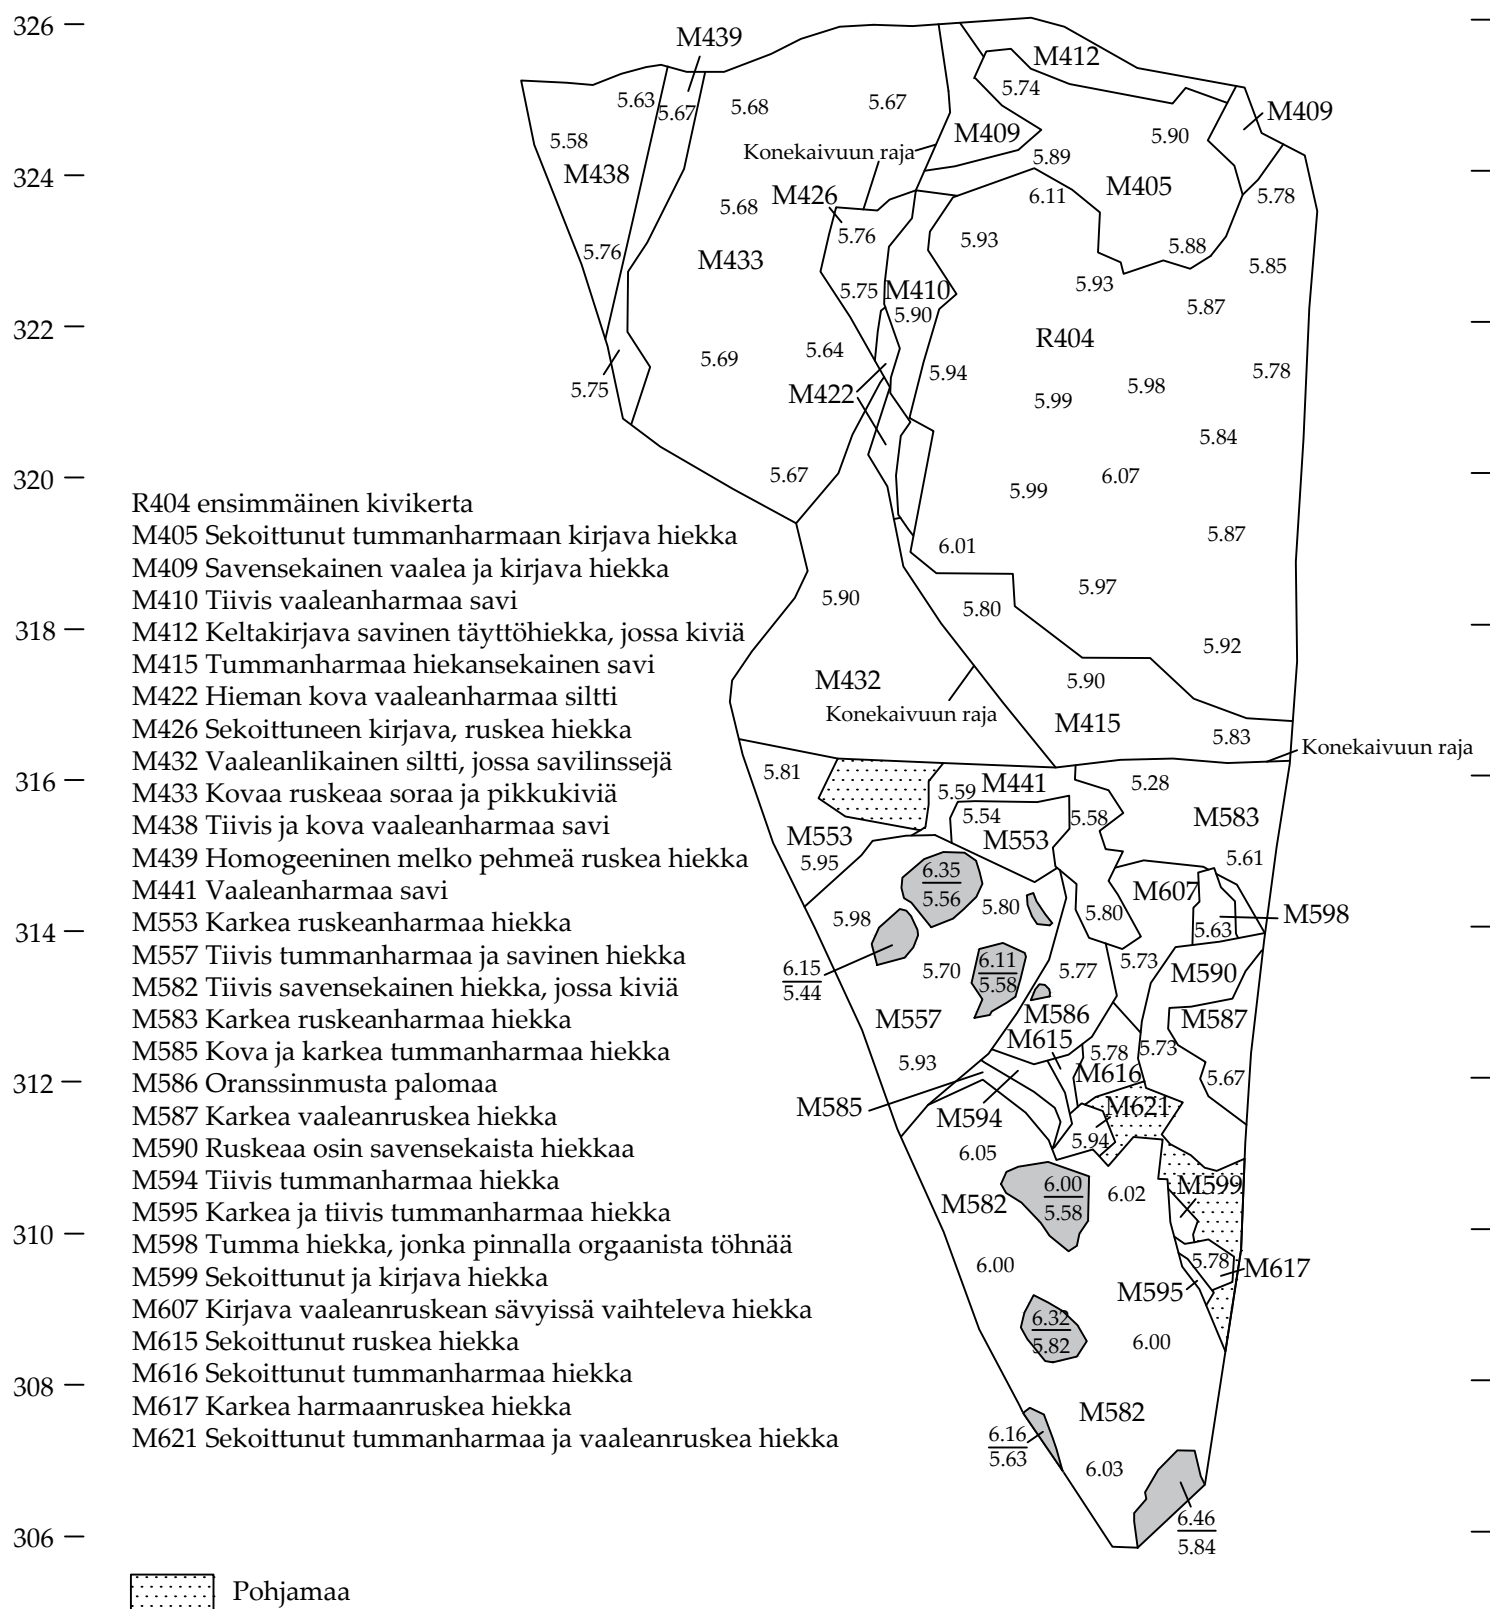 326
M439
M412
5.63
5.67
5.68
5.67
5.74
M409
5.58
M409
5.90
Konekaivuun raja
5.89
324
M438
M426
M405
5.68
6.11
5.78
5.76
5.93
5.76
M433
5.88
5.85
5.75
M410
5.93
5.87
322
5.90
R404
5.69
5.64
5.94
5.78
5.75
M422
5.99
5.98
5.84
320
5.67
5.99
6.07
R404 ensimmäinen kivikerta
M405 Sekoittunut tummanharmaan kirjava hiekka
M409 Savensekainen vaalea ja kirjava hiekka
M410 Tiivis vaaleanharmaa savi
M412 Keltakirjava savinen täyttöhiekka, jossa kiviä
M415 Tummanharmaa hiekansekainen savi
M422 Hieman kova vaaleanharmaa siltti
M426 Sekoittuneen kirjava, ruskea hiekka
M432 Vaaleanlikainen siltti, jossa savilinssejä
M433 Kovaa ruskeaa soraa ja pikkukiviä
M438 Tiivis ja kova vaaleanharmaa savi
M439 Homogeeninen melko pehmeä ruskea hiekka
M441 Vaaleanharmaa savi
M553 Karkea ruskeanharmaa hiekka
M557 Tiivis tummanharmaa ja savinen hiekka
M582 Tiivis savensekainen hiekka, jossa kiviä
M583 Karkea ruskeanharmaa hiekka
M585 Kova ja karkea tummanharmaa hiekka
M586 Oranssinmusta palomaa
M587 Karkea vaaleanruskea hiekka
M590 Ruskeaa osin savensekaista hiekkaa
M594 Tiivis tummanharmaa hiekka
M595 Karkea ja tiivis tummanharmaa hiekka
M598 Tumma hiekka, jonka pinnalla orgaanista töhnää
M599 Sekoittunut ja kirjava hiekka
M607 Kirjava vaaleanruskean sävyissä vaihteleva hiekka
M615 Sekoittunut ruskea hiekka
M616 Sekoittunut tummanharmaa hiekka
M617 Karkea harmaanruskea hiekka
M621 Sekoittunut tummanharmaa ja vaaleanruskea hiekka
6.01
5.87
5.97
5.90
5.80
318
5.92
M432
5.90
Konekaivuun raja
M415
5.83
Konekaivuun raja
316
5.81
5.59
M441
5.28
5.54
5.58
M583
M553
M553
5.95
5.61
6.35
5.56
M607
5.98
5.80
5.80
M598
314
5.63
6.15
5.44
5.70
6.11
5.58
5.77
5.73
M590
M557
M586
M587
M615
5.93
5.78
5.73
312
M616
5.67
M585
M594
M621
5.94
6.05
M582
6.00
5.58
6.02
M599
310
6.00
5.78
M617
M595
6.32
5.82
6.00
308
M582
6.16
5.63
6.03
306
6.46
5.84
Pohjamaa